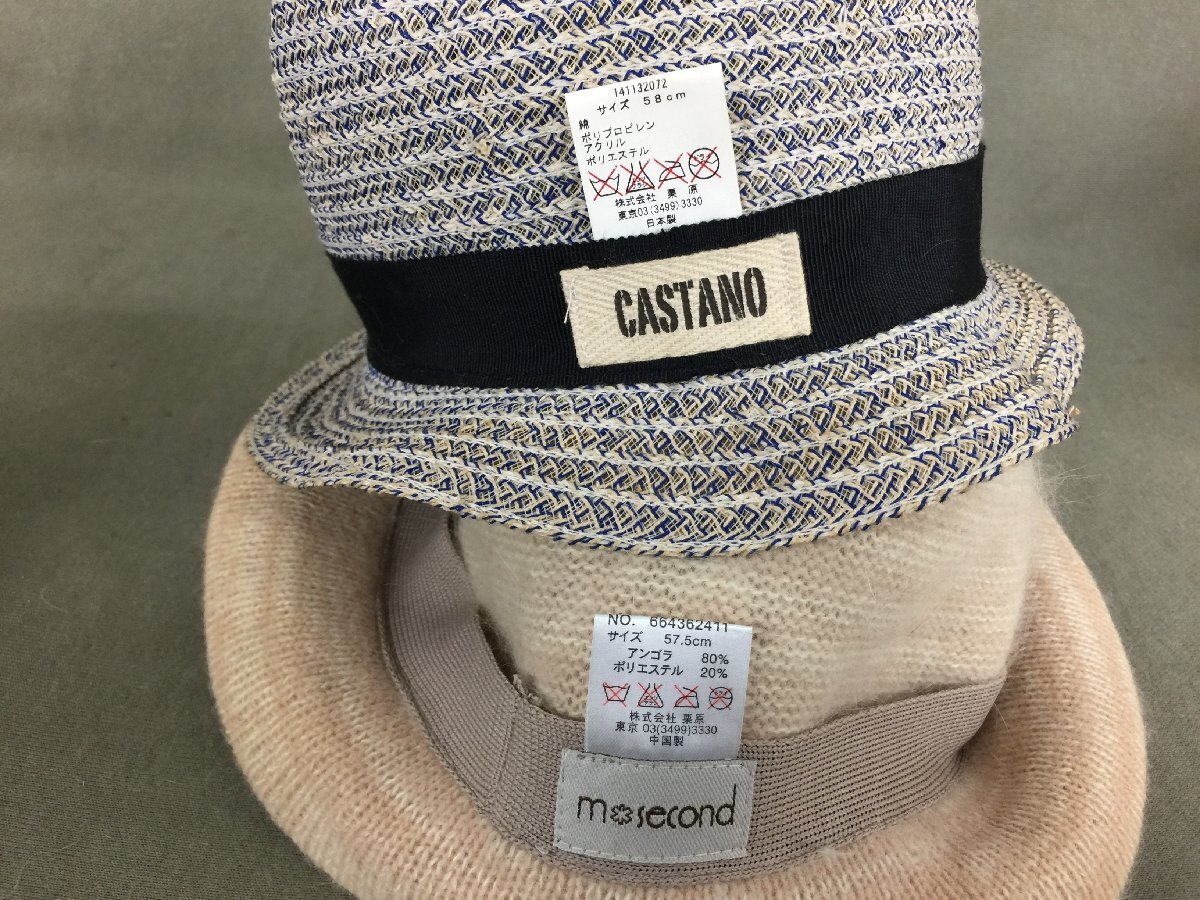 141132072
サイズ 58cm
綿
ポリプロピレン
アクリル
ポリエステル
株式会社 栗原
東京03(3499)3330
日本製
CASTANO
NO. 664362411
サイズ 57.5cm
アンゴラ 80%
ポリエステル 20%
株式会社 栗原
東京 03(3499)3330
中国製
m second